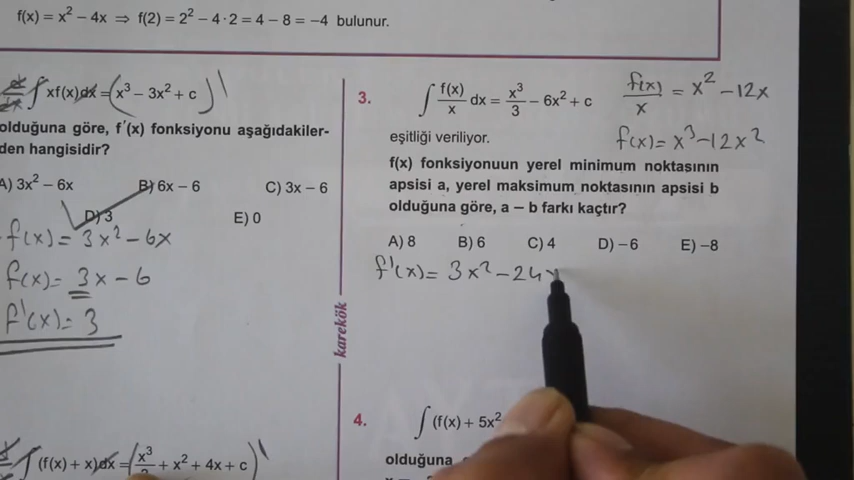 f(x) = x² − 4x ⇒ f(2) = 2² − 4·2 = 4 − 8 = −4 bulunur.
∫ xf(x)dx = (x³ − 3x² + c)'
olduğuna göre, f'(x) fonksiyonu aşağıdakiler-
den hangisidir?
A) 3x² − 6x B) 6x − 6 C) 3x − 6
D) 3 E) 0
f(x) = 3x² − 6x
f(x) = 3x − 6
f'(x) = 3
∫ (f(x) + x)dx = (x³ + x² + 4x + c)'
karekök
3. ∫ f(x)/x dx = x³/3 − 6x² + c
f(x)/x = x² − 12x
f(x) = x³ − 12x²
eşitliği veriliyor.
f(x) fonksiyonuun yerel minimum noktasının
apsisi a, yerel maksimum noktasının apsisi b
olduğuna göre, a − b farkı kaçtır?
A) 8 B) 6 C) 4 D) −6 E) −8
f'(x) = 3x² − 24x
4. ∫ (f(x) + 5x²
olduğuna